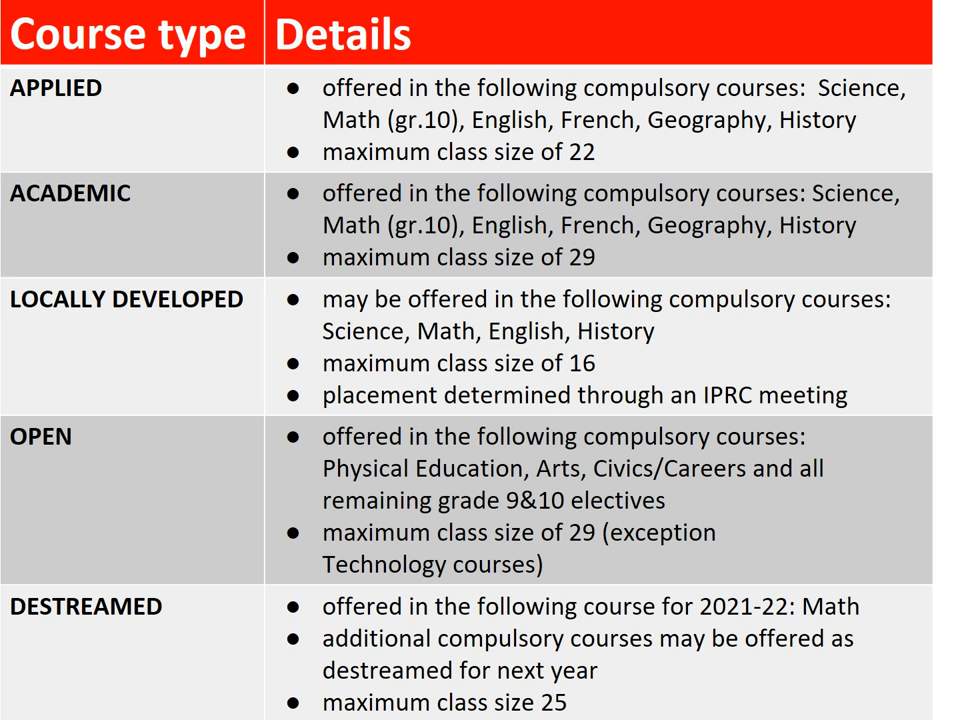 Course type Details
APPLIED
● offered in the following compulsory courses:  Science,
Math (gr.10), English, French, Geography, History
● maximum class size of 22
ACADEMIC
● offered in the following compulsory courses: Science,
Math (gr.10), English, French, Geography, History
● maximum class size of 29
LOCALLY DEVELOPED
● may be offered in the following compulsory courses:
Science, Math, English, History
● maximum class size of 16
● placement determined through an IPRC meeting
OPEN
● offered in the following compulsory courses:
Physical Education, Arts, Civics/Careers and all
remaining grade 9&10 electives
● maximum class size of 29 (exception
Technology courses)
DESTREAMED
● offered in the following course for 2021-22: Math
● additional compulsory courses may be offered as
destreamed for next year
● maximum class size 25